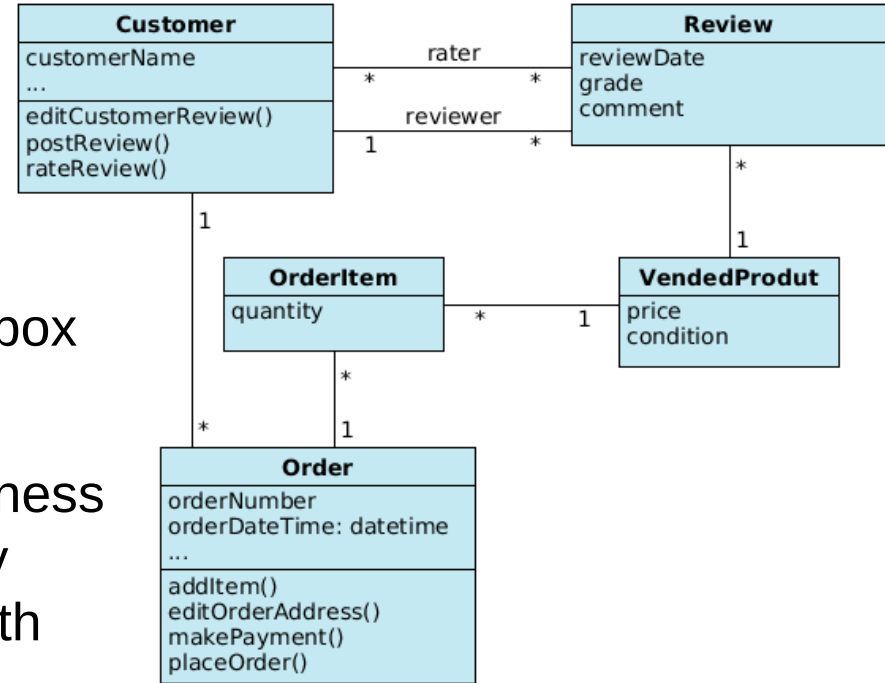 Customer
customerName
...
editCustomerReview()
postReview()
rateReview()
rater
* *
reviewer
1 *
Review
reviewDate
grade
comment
*
1
1
*
OrderItem
quantity
* 1
VendedProdut
price
condition
*
1
box
ness
th
Order
orderNumber
orderDateTime: datetime
...
addItem()
editOrderAddress()
makePayment()
placeOrder()